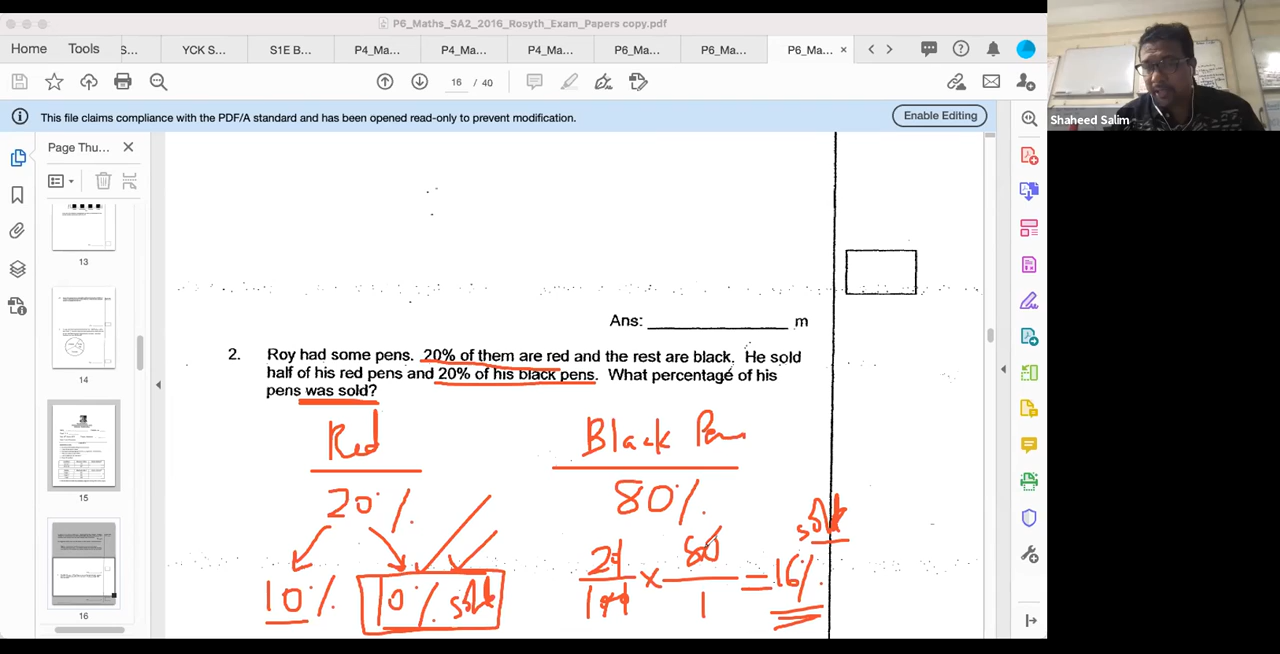 P6_Maths_SA2_2016_Rosyth_Exam_Papers copy.pdf
Home Tools S... YCK S... S1E B... P4_Ma... P4_Ma... P4_Ma... P6_Ma... P6_Ma... P6_Ma... ×
16 / 40
This file claims compliance with the PDF/A standard and has been opened read-only to prevent modification. Enable Editing
Shaheed Salim
Page Thu... ×
13
14
15
16
Ans: ____________ m
2. Roy had some pens. 20% of them are red and the rest are black. He sold
half of his red pens and 20% of his black pens. What percentage of his
pens was sold?
Red Black Pens
20% 80%
10% 10% sold
20/100 × 80/1 = 16% sold